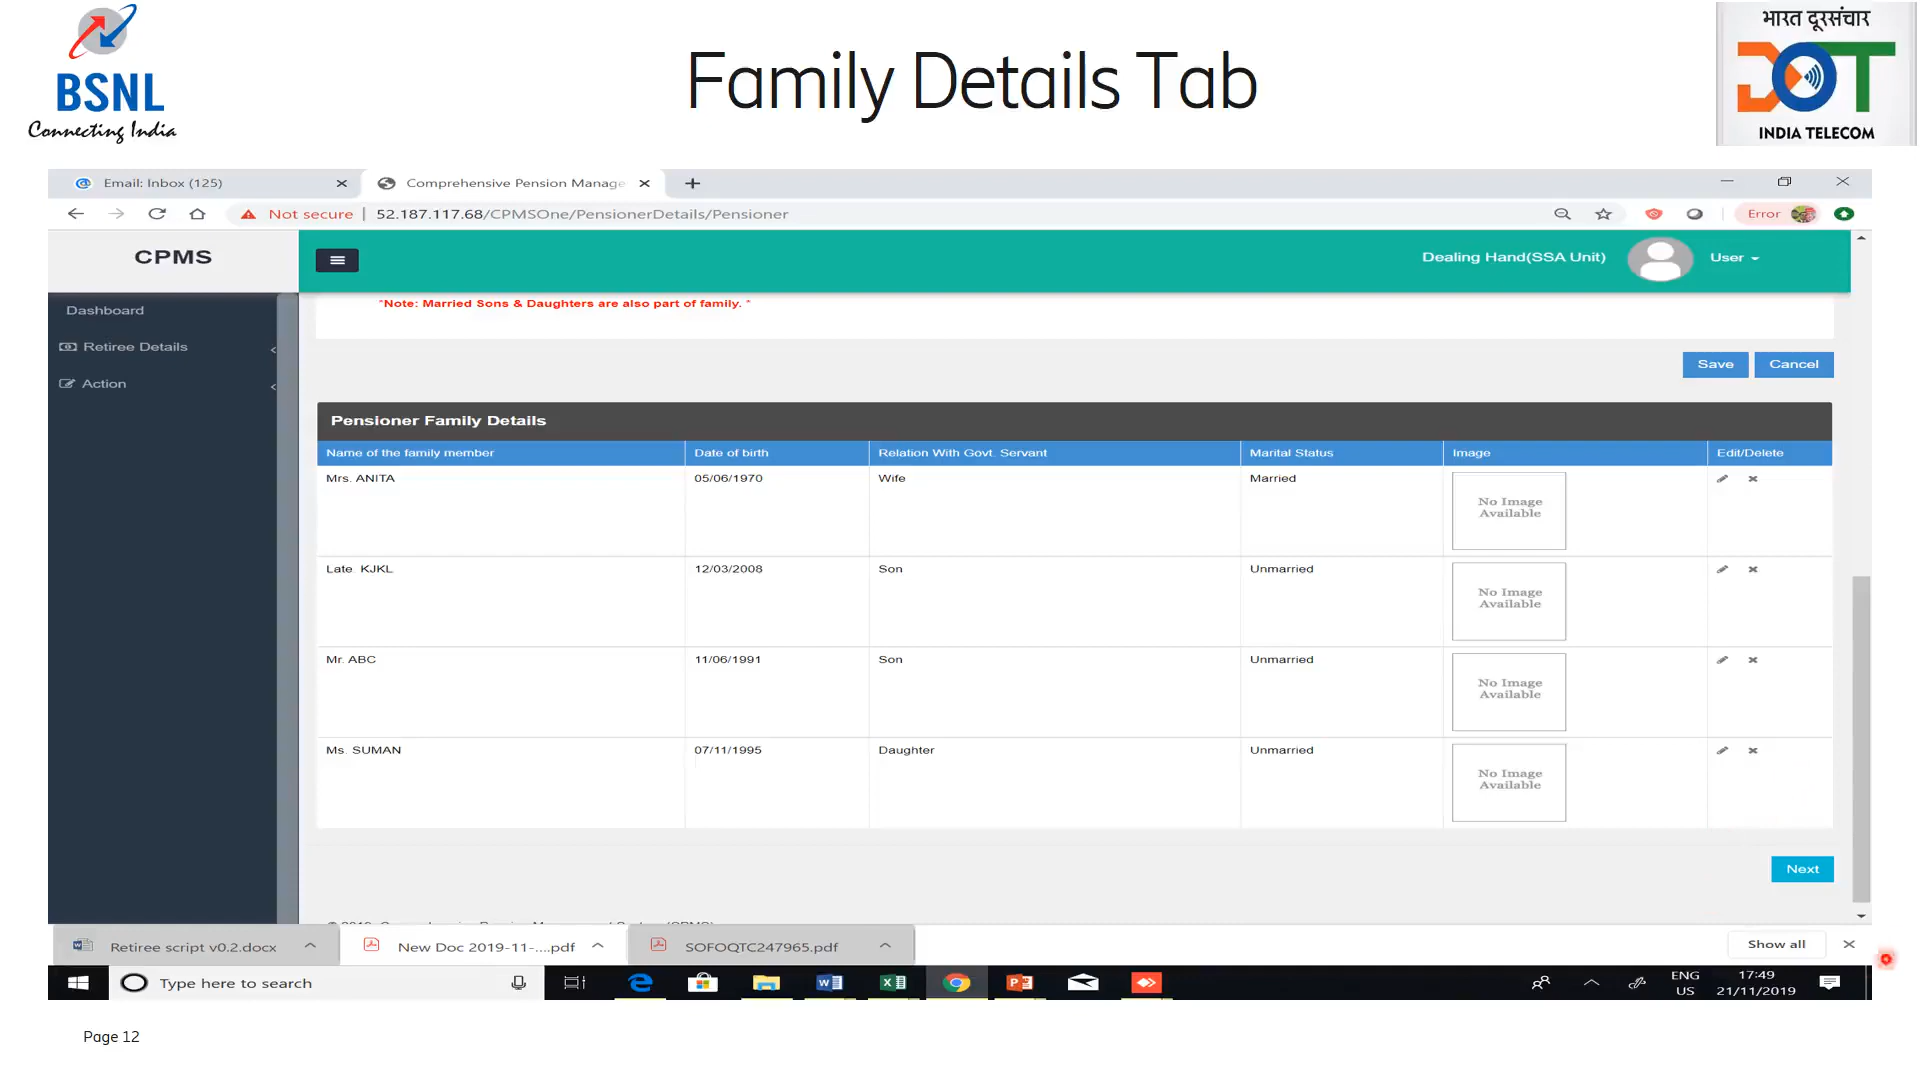 BSNL
Connecting India
Family Details Tab
भारत दूरसंचार
DOT
INDIA TELECOM
Email: Inbox (125)
Comprehensive Pension Manage
Not secure | 52.187.117.68/CPMSOne/PensionerDetails/Pensioner
Error
CPMS
Dealing Hand(SSA Unit)
User
Dashboard
Retiree Details
Action
*Note: Married Sons & Daughters are also part of family. *
Save Cancel
Pensioner Family Details
Name of the family member Date of birth Relation With Govt. Servant Marital Status Image Edit/Delete
Mrs. ANITA 05/06/1970 Wife Married
No Image
Available
Late. KJKL 12/03/2008 Son Unmarried
No Image
Available
Mr. ABC 11/06/1991 Son Unmarried
No Image
Available
Ms. SUMAN 07/11/1995 Daughter Unmarried
No Image
Available
Next
Retiree script v0.2.docx
New Doc 2019-11-....pdf
SOFOQTC247965.pdf
Show all
Type here to search
ENG
US
17:49
21/11/2019
Page 12